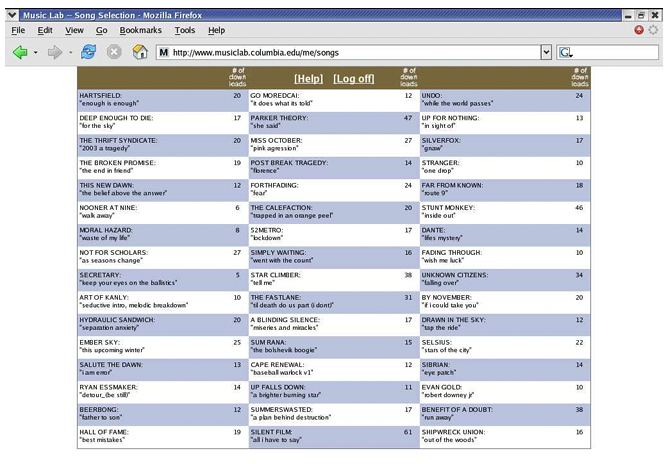 Music Lab -- Song Selection - Mozilla Firefox
File Edit View Go Bookmarks Tools Help
M http://www.musiclab.columbia.edu/me/songs G
# of down loads [Help] [Log off] # of down loads # of down loads
HARTSFIELD: 20 GO MOREDCAI: 12 UNDO: 24
"enough is enough" "it does what its told" "while the world passes"
DEEP ENOUGH TO DIE: 17 PARKER THEORY: 47 UP FOR NOTHING: 13
"for the sky" "she said" "in sight of"
THE THRIFT SYNDICATE: 20 MISS OCTOBER: 27 SILVERFOX: 17
"2003 a tragedy" "pink agression" "gnaw"
THE BROKEN PROMISE: 19 POST BREAK TRAGEDY: 14 STRANGER: 10
"the end in friend" "florence" "one drop"
THIS NEW DAWN: 12 FORTHFADING: 24 FAR FROM KNOWN: 18
"the belief above the answer" "fear" "route 9"
NOONER AT NINE: 6 THE CALEFACTION: 20 STUNT MONKEY: 46
"walk away" "trapped in an orange peel" "inside out"
MORAL HAZARD: 8 52METRO: 17 DANTE: 14
"waste of my life" "lockdown" "lifes mystery"
NOT FOR SCHOLARS: 27 SIMPLY WAITING: 16 FADING THROUGH: 10
"as seasons change" "went with the count" "wish me luck"
SECRETARY: 5 STAR CLIMBER: 38 UNKNOWN CITIZENS: 34
"keep your eyes on the ballistics" "tell me" "falling over"
ART OF KANLY: 10 THE FASTLANE: 31 BY NOVEMBER: 20
"seductive intro, melodic breakdown" "til death do us part (i dont)" "if i could take you"
HYDRAULIC SANDWICH: 20 A BLINDING SILENCE: 17 DRAWN IN THE SKY: 12
"separation anxiety" "miseries and miracles" "tap the ride"
EMBER SKY: 25 SUM RANA: 15 SELSIUS: 22
"this upcoming winter" "the bolshevik boogie" "stars of the city"
SALUTE THE DAWN: 13 CAPE RENEWAL: 12 SIBRIAN: 14
"i am error" "baseball warlock v1" "eye patch"
RYAN ESSMAKER: 14 UP FALLS DOWN: 11 EVAN GOLD: 10
"detour_(be still)" "a brighter burning star" "robert downey jr"
BEERBONG: 12 SUMMERSWASTED: 17 BENEFIT OF A DOUBT: 38
"father to son" "a plan behind destruction" "run away"
HALL OF FAME: 19 SILENT FILM: 61 SHIPWRECK UNION: 16
"best mistakes" "all i have to say" "out of the woods"